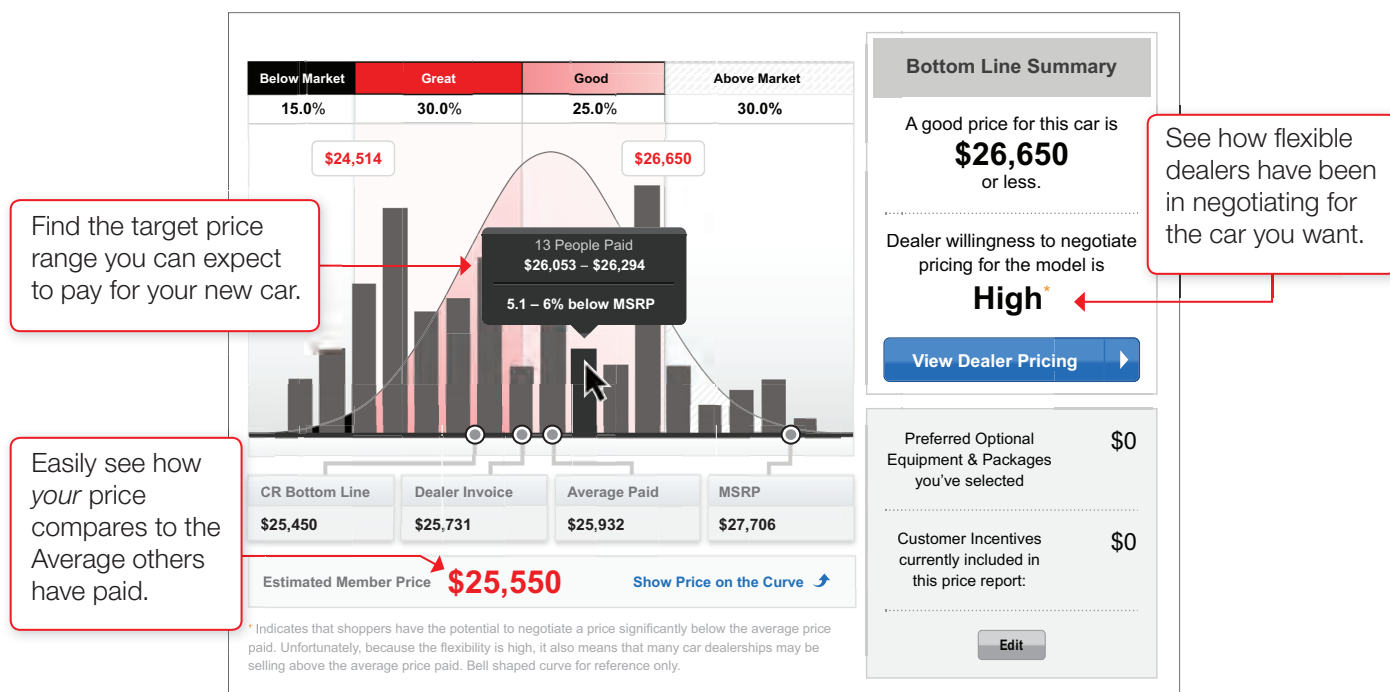 Below Market
Great
Good
Above Market
15.0%
30.0%
25.0%
30.0%
$24,514
$26,650
13 People Paid
$26,053 – $26,294
5.1 – 6% below MSRP
Find the target price
range you can expect
to pay for your new car.
Easily see how
your price
compares to the
Average others
have paid.
CR Bottom Line
$25,450
Dealer Invoice
$25,731
Average Paid
$25,932
MSRP
$27,706
Estimated Member Price
$25,550
Show Price on the Curve
* Indicates that shoppers have the potential to negotiate a price significantly below the average price
paid. Unfortunately, because the flexibility is high, it also means that many car dealerships may be
selling above the average price paid. Bell shaped curve for reference only.
Bottom Line Summary
A good price for this car is
$26,650
or less.
Dealer willingness to negotiate
pricing for the model is
High*
View Dealer Pricing
See how flexible
dealers have been
in negotiating for
the car you want.
Preferred Optional
Equipment & Packages
you've selected
$0
Customer Incentives
currently included in
this price report:
$0
Edit